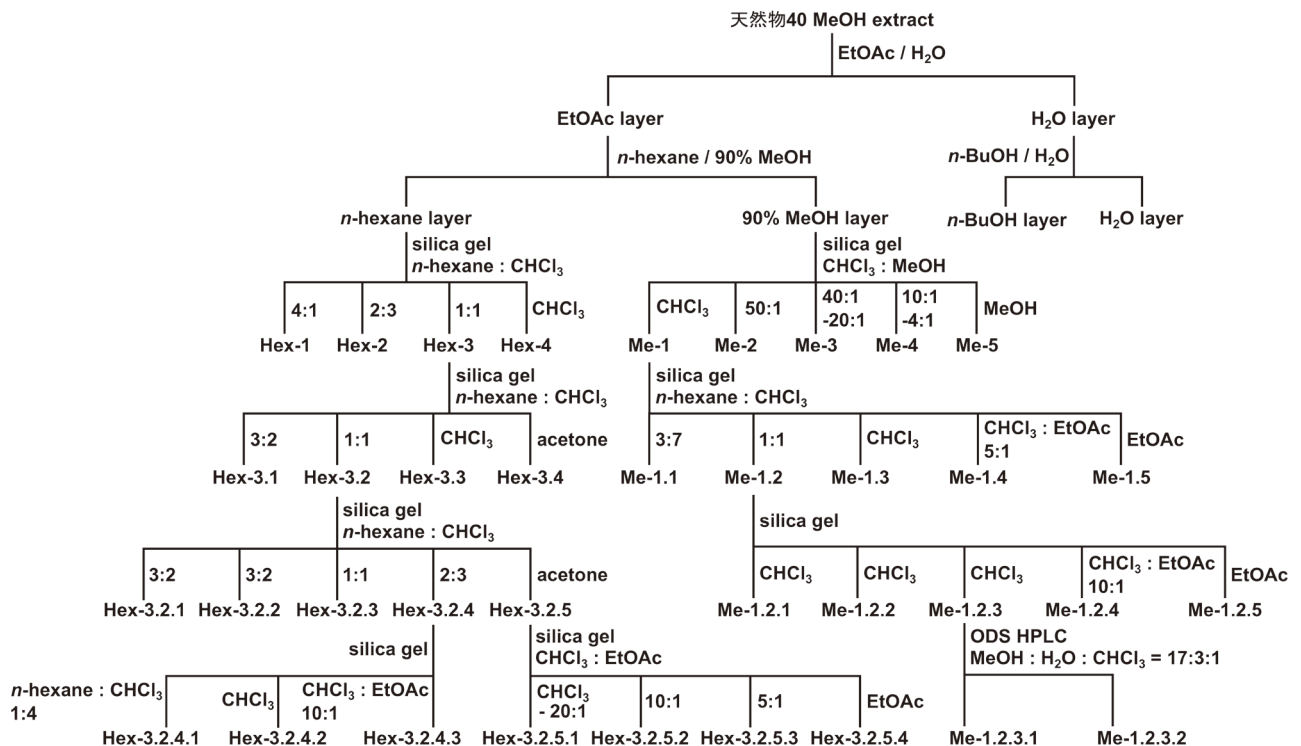 天然物40 MeOH extract
EtOAc / H₂O
EtOAc layer
H₂O layer
n-hexane / 90% MeOH
n-BuOH / H₂O
n-hexane layer
90% MeOH layer
n-BuOH layer
H₂O layer
silica gel
n-hexane : CHCl₃
silica gel
CHCl₃ : MeOH
4:1
2:3
1:1
CHCl₃
CHCl₃
50:1
40:1
-20:1
10:1
-4:1
MeOH
Hex-1
Hex-2
Hex-3
Hex-4
Me-1
Me-2
Me-3
Me-4
Me-5
silica gel
n-hexane : CHCl₃
silica gel
n-hexane : CHCl₃
3:2
1:1
CHCl₃
acetone
3:7
1:1
CHCl₃
CHCl₃ : EtOAc
5:1
EtOAc
Hex-3.1
Hex-3.2
Hex-3.3
Hex-3.4
Me-1.1
Me-1.2
Me-1.3
Me-1.4
Me-1.5
silica gel
n-hexane : CHCl₃
silica gel
3:2
3:2
1:1
2:3
acetone
CHCl₃
CHCl₃
CHCl₃
CHCl₃ : EtOAc
10:1
EtOAc
Hex-3.2.1
Hex-3.2.2
Hex-3.2.3
Hex-3.2.4
Hex-3.2.5
Me-1.2.1
Me-1.2.2
Me-1.2.3
Me-1.2.4
Me-1.2.5
silica gel
silica gel
CHCl₃ : EtOAc
ODS HPLC
MeOH : H₂O : CHCl₃ = 17:3:1
n-hexane : CHCl₃
1:4
CHCl₃
CHCl₃ : EtOAc
10:1
CHCl₃
- 20:1
10:1
5:1
EtOAc
Hex-3.2.4.1
Hex-3.2.4.2
Hex-3.2.4.3
Hex-3.2.5.1
Hex-3.2.5.2
Hex-3.2.5.3
Hex-3.2.5.4
Me-1.2.3.1
Me-1.2.3.2